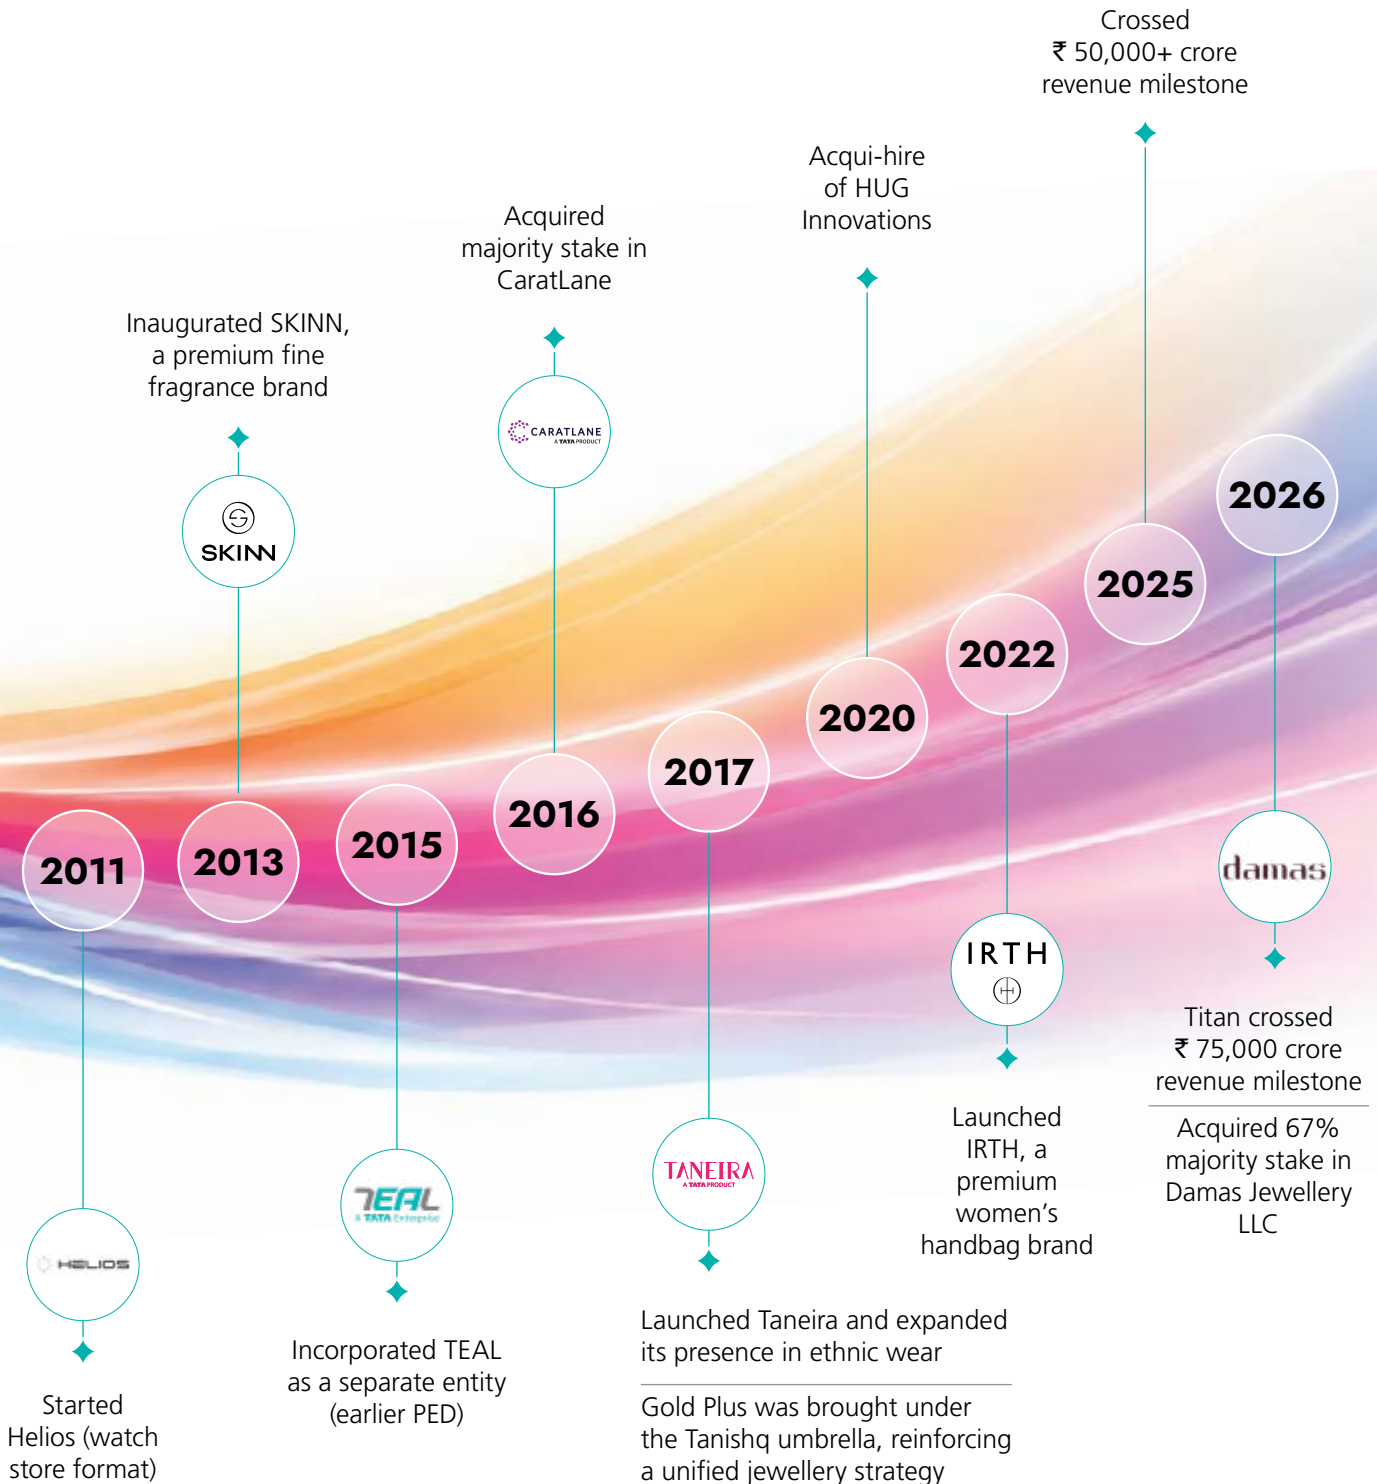 Crossed
₹ 50,000+ crore
revenue milestone
Acqui-hire
of HUG
Innovations
Acquired
majority stake in
CaratLane
Inaugurated SKINN,
a premium fine
fragrance brand
CARATLANE
A TATA PRODUCT
SKINN
2026
2025
2022
2020
2017
2016
2015
2013
2011
damas
IRTH
Titan crossed
₹ 75,000 crore
revenue milestone
Acquired 67%
majority stake in
Damas Jewellery
LLC
Launched
IRTH, a
premium
women's
handbag brand
TANEIRA
A TATA PRODUCT
TEAL
A TATA Enterprise
HELIOS
Launched Taneira and expanded
its presence in ethnic wear
Gold Plus was brought under
the Tanishq umbrella, reinforcing
a unified jewellery strategy
Incorporated TEAL
as a separate entity
(earlier PED)
Started
Helios (watch
store format)